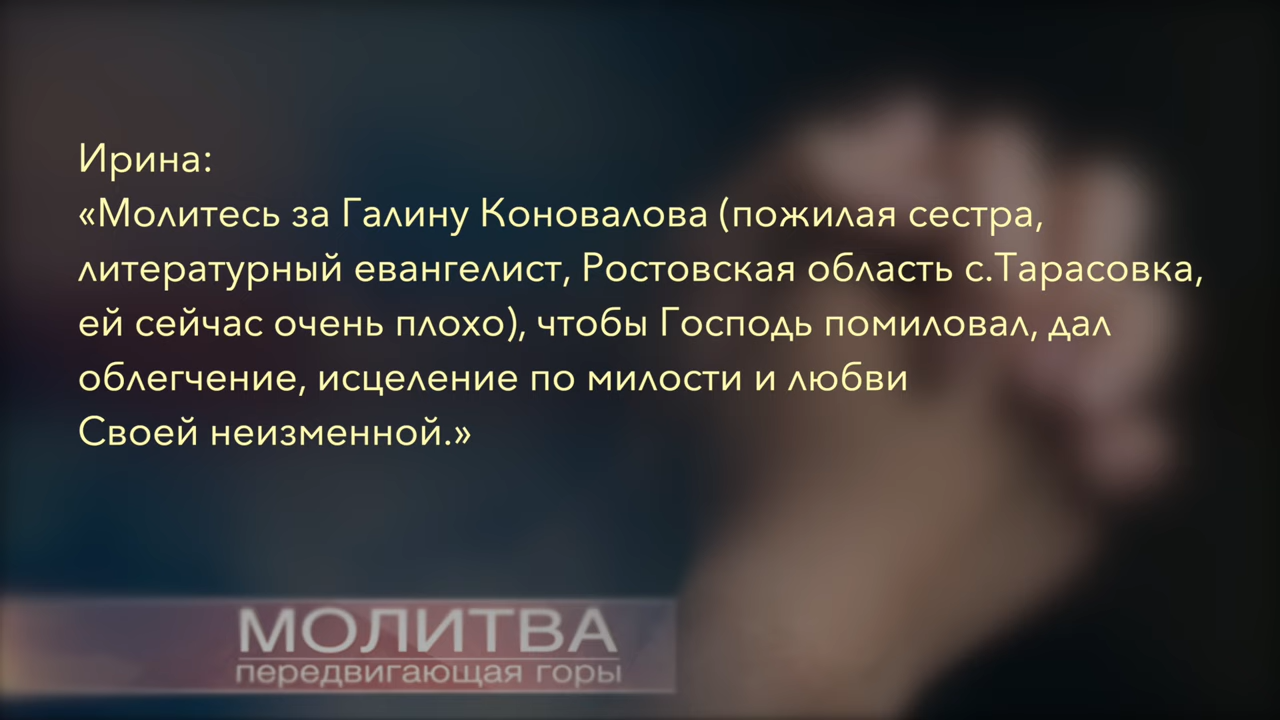 Ирина:
«Молитесь за Галину Коновалова (пожилая сестра,
литературный евангелист, Ростовская область с.Тарасовка,
ей сейчас очень плохо), чтобы Господь помиловал, дал
облегчение, исцеление по милости и любви
Своей неизменной.»
МОЛИТВА
передвигающая горы